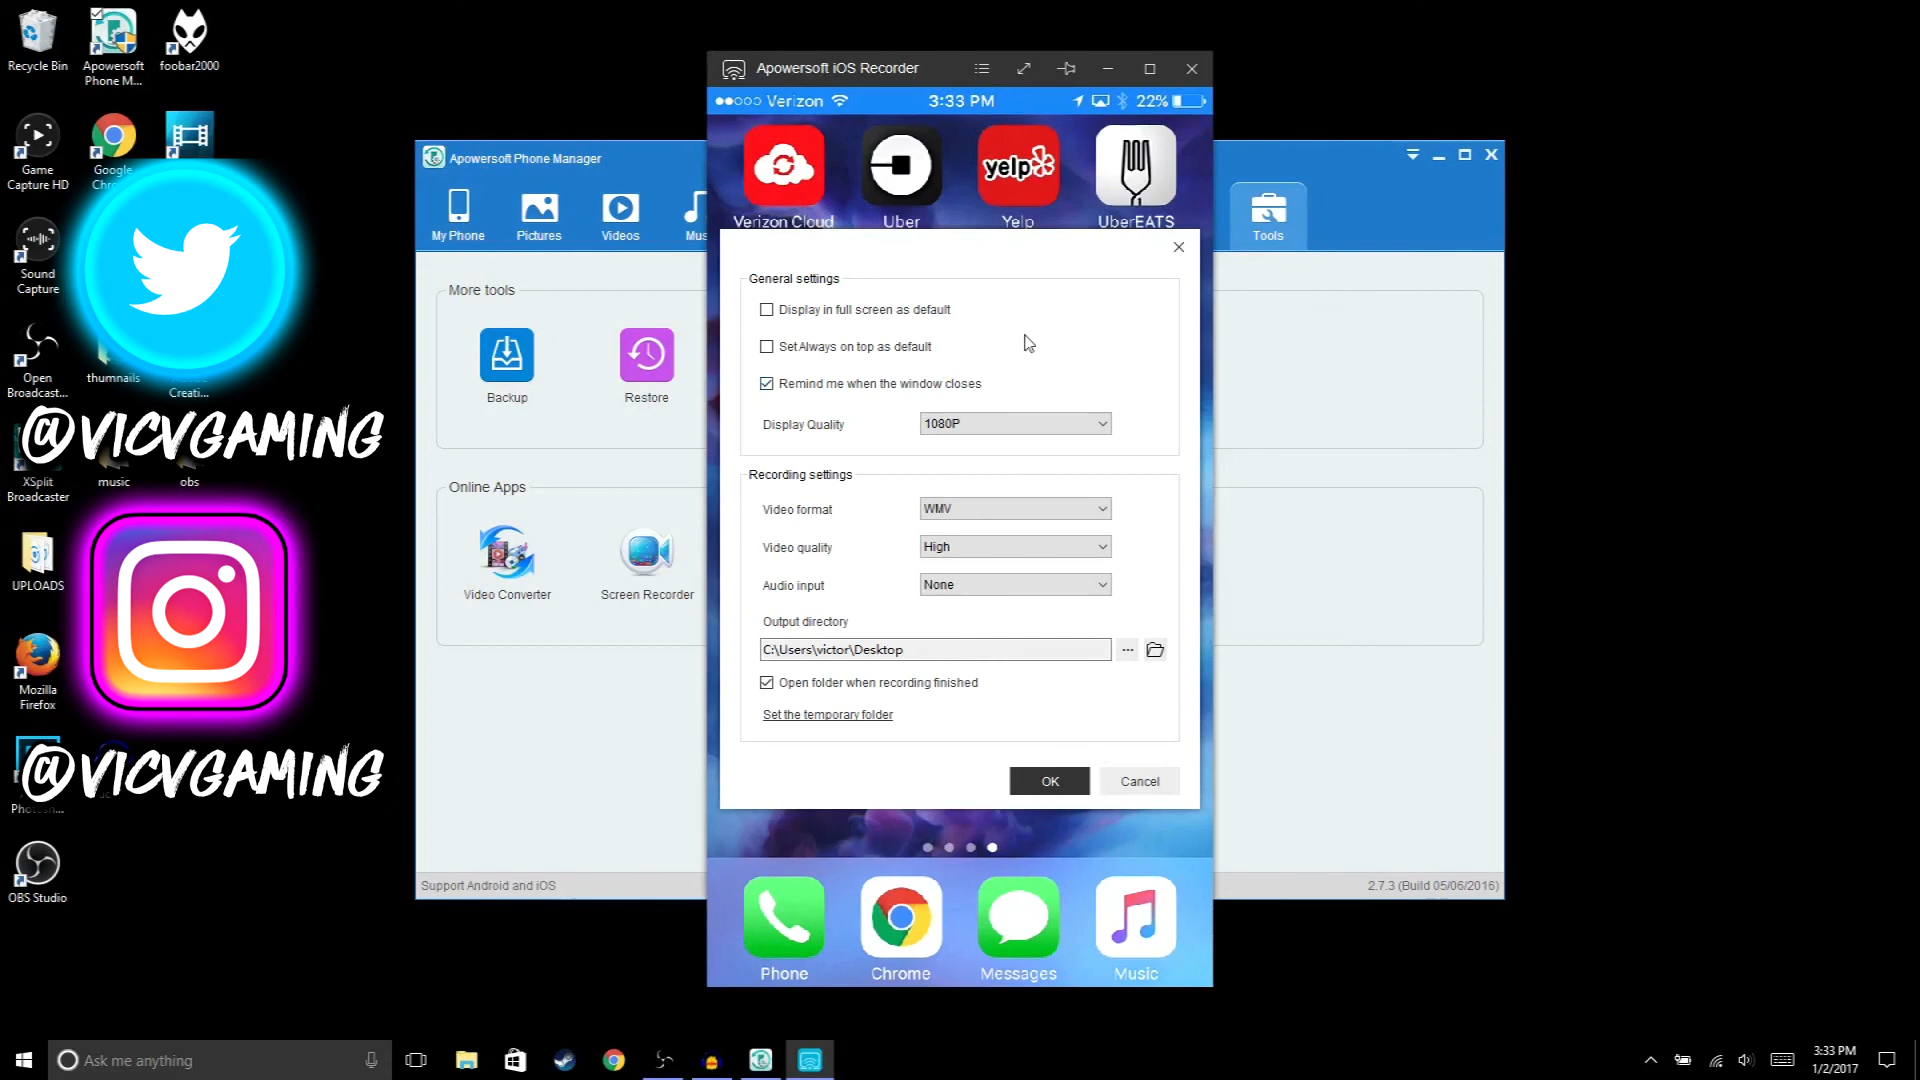 Recycle Bin
Apowersoft
Phone M...
foobar2000
Game
Capture HD
Google
Chr
Sound
Capture
Open
Broadcast...
thumnails
Creati...
@VICVGAMING
XSplit
Broadcaster
music
obs
UPLOADS
Mozilla
Firefox
@VICVGAMING
OBS Studio
Apowersoft Phone Manager
My Phone
Pictures
Videos
Mus
Tools
More tools
Backup
Restore
Online Apps
Video Converter
Screen Recorder
Support Android and iOS
2.7.3 (Build 05/06/2016)
Apowersoft iOS Recorder
Verizon
3:33 PM
22%
yelp
Verizon Cloud
Uber
Yelp
UberEATS
General settings
Display in full screen as default
Set Always on top as default
Remind me when the window closes
Display Quality
1080P
Recording settings
Video format
WMV
Video quality
High
Audio input
None
Output directory
C:\Users\victor\Desktop
...
Open folder when recording finished
Set the temporary folder
OK
Cancel
Phone
Chrome
Messages
Music
Ask me anything
3:33 PM
1/2/2017